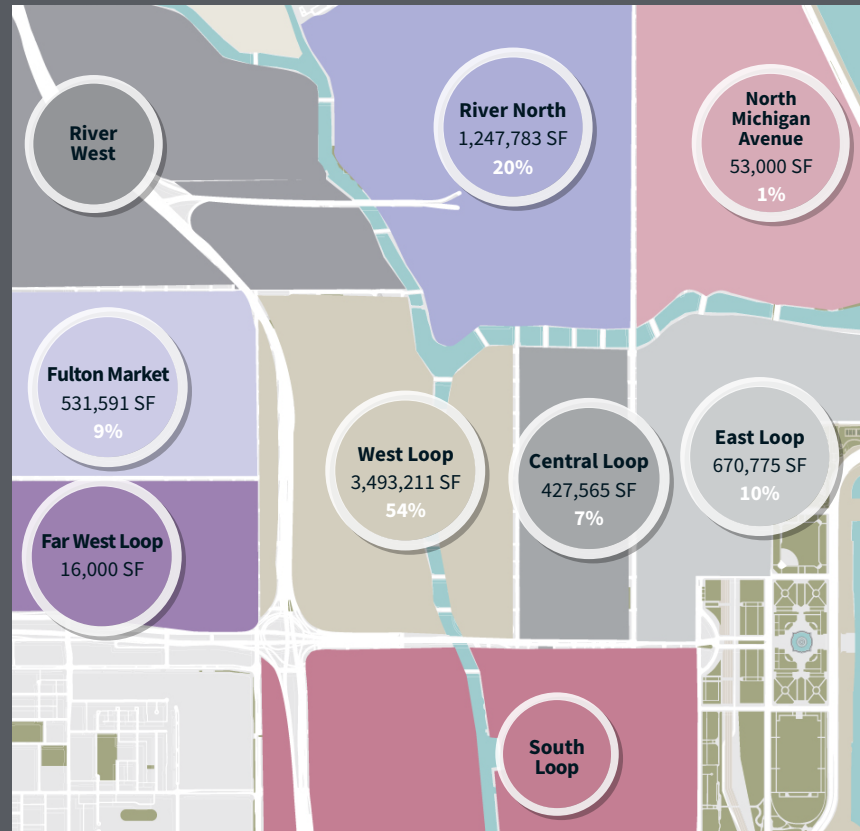 River
West
River North
1,247,783 SF
20%
North
Michigan
Avenue
53,000 SF
1%
Fulton Market
531,591 SF
9%
West Loop
3,493,211 SF
54%
Central Loop
427,565 SF
7%
East Loop
670,775 SF
10%
Far West Loop
16,000 SF
South
Loop